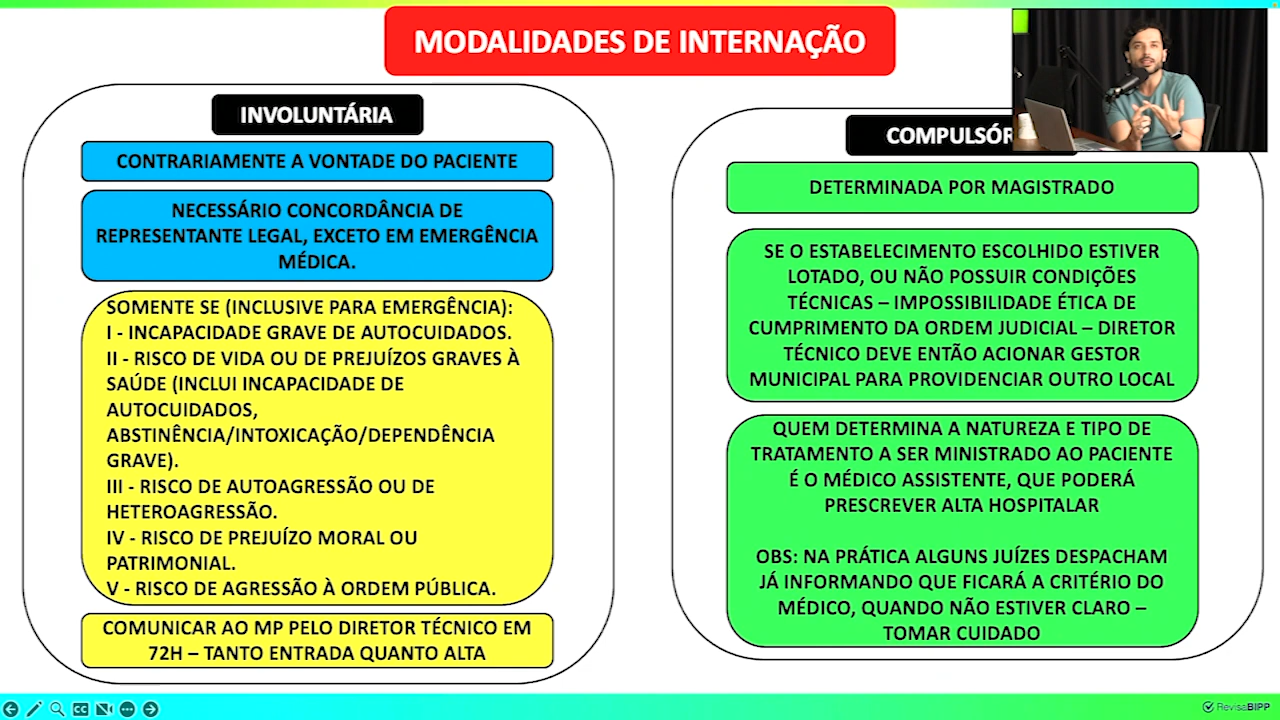 MODALIDADES DE INTERNAÇÃO
INVOLUNTÁRIA
CONTRARIAMENTE A VONTADE DO PACIENTE
NECESSÁRIO CONCORDÂNCIA DE
REPRESENTANTE LEGAL, EXCETO EM EMERGÊNCIA
MÉDICA.
SOMENTE SE (INCLUSIVE PARA EMERGÊNCIA):
I - INCAPACIDADE GRAVE DE AUTOCUIDADOS.
II - RISCO DE VIDA OU DE PREJUÍZOS GRAVES À
SAÚDE (INCLUI INCAPACIDADE DE
AUTOCUIDADOS,
ABSTINÊNCIA/INTOXICAÇÃO/DEPENDÊNCIA
GRAVE).
III - RISCO DE AUTOAGRESSÃO OU DE
HETEROAGRESSÃO.
IV - RISCO DE PREJUÍZO MORAL OU
PATRIMONIAL.
V - RISCO DE AGRESSÃO À ORDEM PÚBLICA.
COMUNICAR AO MP PELO DIRETOR TÉCNICO EM
72H – TANTO ENTRADA QUANTO ALTA
COMPULSÓR
DETERMINADA POR MAGISTRADO
SE O ESTABELECIMENTO ESCOLHIDO ESTIVER
LOTADO, OU NÃO POSSUIR CONDIÇÕES
TÉCNICAS – IMPOSSIBILIDADE ÉTICA DE
CUMPRIMENTO DA ORDEM JUDICIAL – DIRETOR
TÉCNICO DEVE ENTÃO ACIONAR GESTOR
MUNICIPAL PARA PROVIDENCIAR OUTRO LOCAL
QUEM DETERMINA A NATUREZA E TIPO DE
TRATAMENTO A SER MINISTRADO AO PACIENTE
É O MÉDICO ASSISTENTE, QUE PODERÁ
PRESCREVER ALTA HOSPITALAR
OBS: NA PRÁTICA ALGUNS JUÍZES DESPACHAM
JÁ INFORMANDO QUE FICARÁ A CRITÉRIO DO
MÉDICO, QUANDO NÃO ESTIVER CLARO –
TOMAR CUIDADO
CC
RevisaBIPP